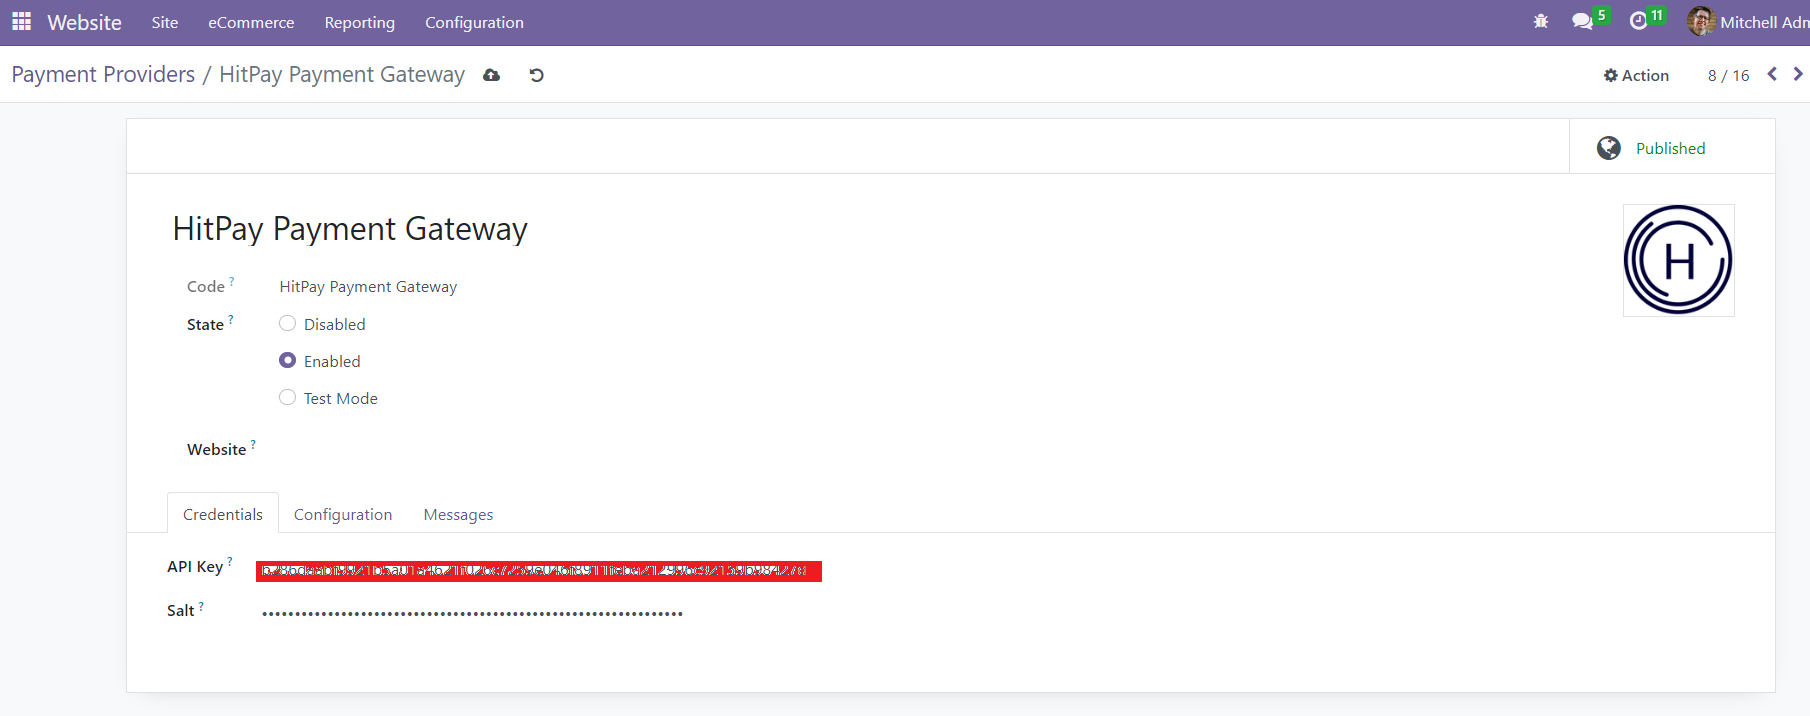 Website Site eCommerce Reporting Configuration 5 11 Mitchell Adm
Payment Providers / HitPay Payment Gateway Action 8 / 16
Published
HitPay Payment Gateway
H
Code ? HitPay Payment Gateway
State ? Disabled
Enabled
Test Mode
Website ?
Credentials Configuration Messages
API Key ?
Salt ?